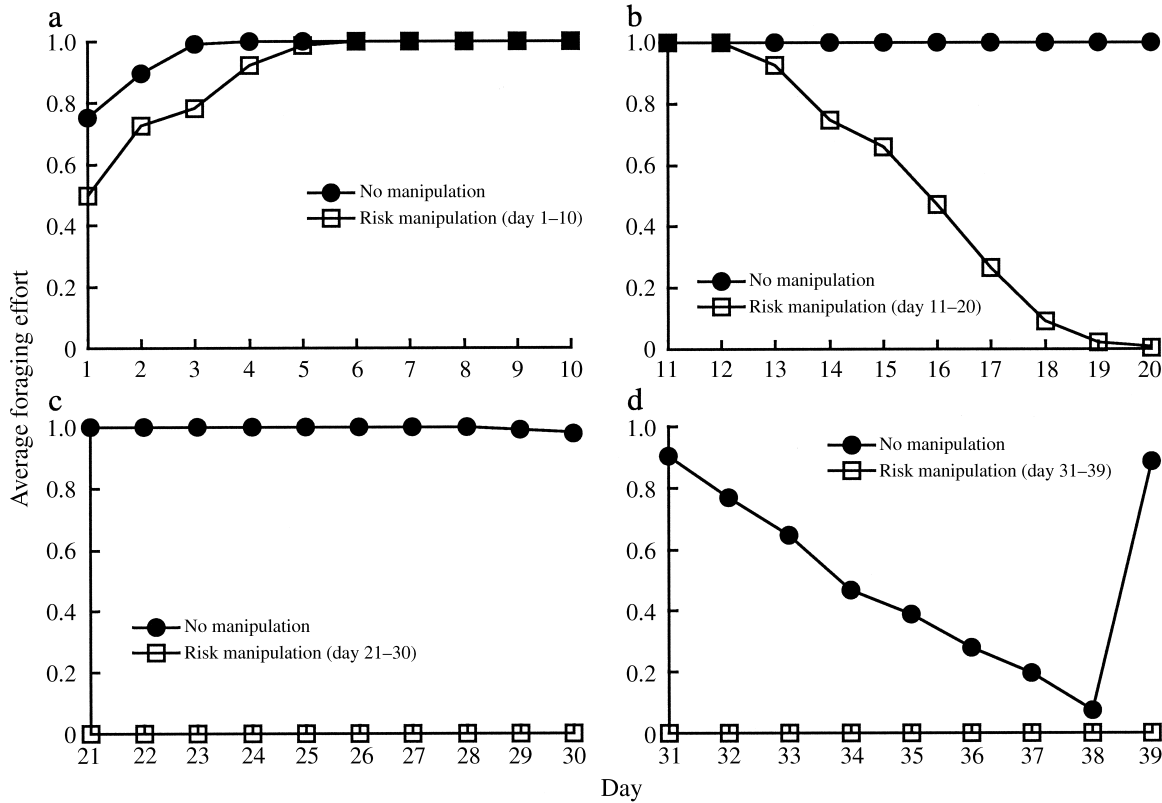 a
1.0
0.8
0.6
0.4
0.2
0
No manipulation
Risk manipulation (day 1–10)
1 2 3 4 5 6 7 8 9 10
b
1.0
0.8
0.6
0.4
0.2
0
No manipulation
Risk manipulation (day 11–20)
11 12 13 14 15 16 17 18 19 20
Average foraging effort
c
1.0
0.8
0.6
0.4
0.2
0
No manipulation
Risk manipulation (day 21–30)
21 22 23 24 25 26 27 28 29 30
d
1.0
0.8
0.6
0.4
0.2
0
No manipulation
Risk manipulation (day 31–39)
31 32 33 34 35 36 37 38 39
Day